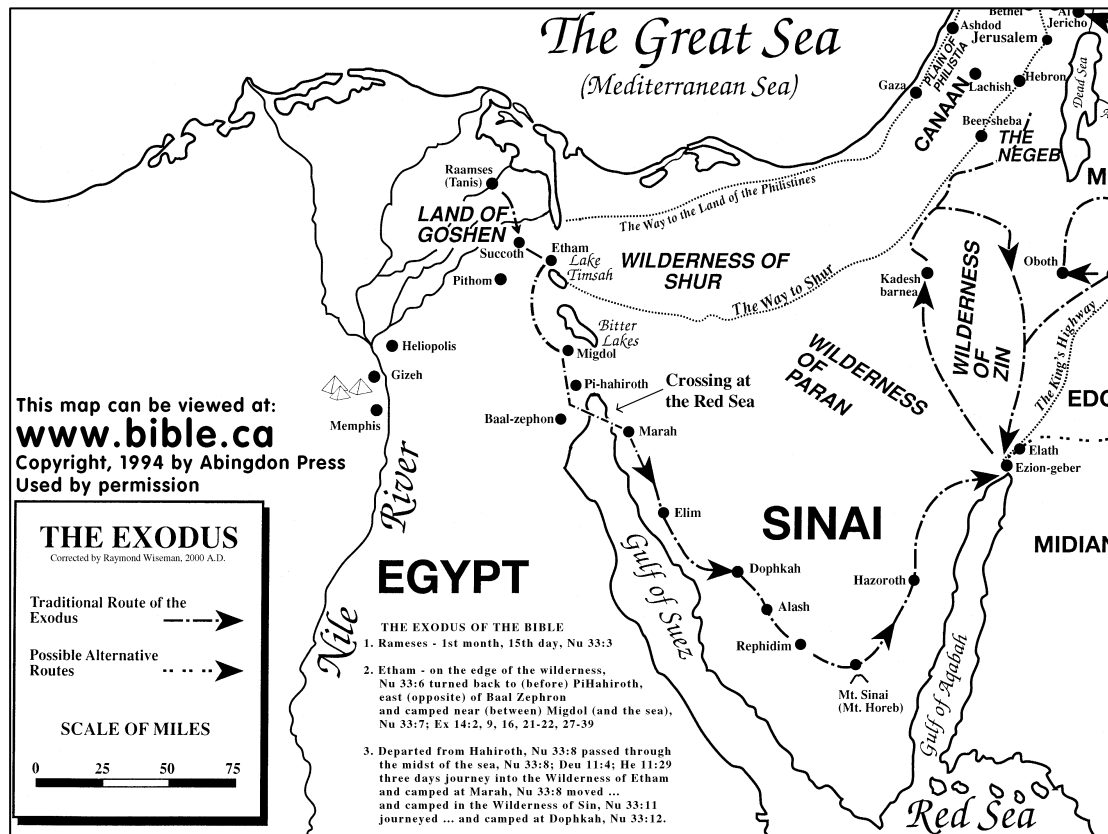 The Great Sea
(Mediterranean Sea)
Bethel
Ai
Jericho
Ashdod
Jerusalem
PLAIN OF
PHILISTIA
Gaza
CANAAN
Lachish
Hebron
Dead Sea
Beer-sheba
THE
NEGEB
Raamses
(Tanis)
The Way to the Land of the Philistines
LAND OF
GOSHEN
Succoth
Etham
Lake
Timsah
WILDERNESS OF
SHUR
Pithom
The Way to Shur
Kadesh
barnea
Oboth
WILDERNESS
OF
ZIN
Bitter
Lakes
Migdol
Heliopolis
Gizeh
Memphis
WILDERNESS
OF
PARAN
The King's Highway
Pi-hahiroth
Crossing at
the Red Sea
Baal-zephon
Marah
EDO
Elath
Ezion-geber
This map can be viewed at:
www.bible.ca
Copyright, 1994 by Abingdon Press
Used by permission
Nile River
Elim
SINAI
MIDIAN
Gulf of Suez
EGYPT
Dophkah
Hazoroth
Alash
Rephidim
Mt. Sinai
(Mt. Horeb)
Gulf of Aqabah
Red Sea
THE EXODUS
Corrected by Raymond Wiseman, 2000 A.D.
Traditional Route of the
Exodus
Possible Alternative
Routes
SCALE OF MILES
0 25 50 75
THE EXODUS OF THE BIBLE
1. Rameses - 1st month, 15th day, Nu 33:3
2. Etham - on the edge of the wilderness,
Nu 33:6 turned back to (before) PiHahiroth,
east (opposite) of Baal Zephron
and camped near (between) Migdol (and the sea),
Nu 33:7; Ex 14:2, 9, 16, 21-22, 27-39
3. Departed from Hahiroth, Nu 33:8 passed through
the midst of the sea, Nu 33:8; Deu 11:4; He 11:29
three days journey into the Wilderness of Etham
and camped at Marah, Nu 33:8 moved ...
and camped in the Wilderness of Sin, Nu 33:11
journeyed ... and camped at Dophkah, Nu 33:12.